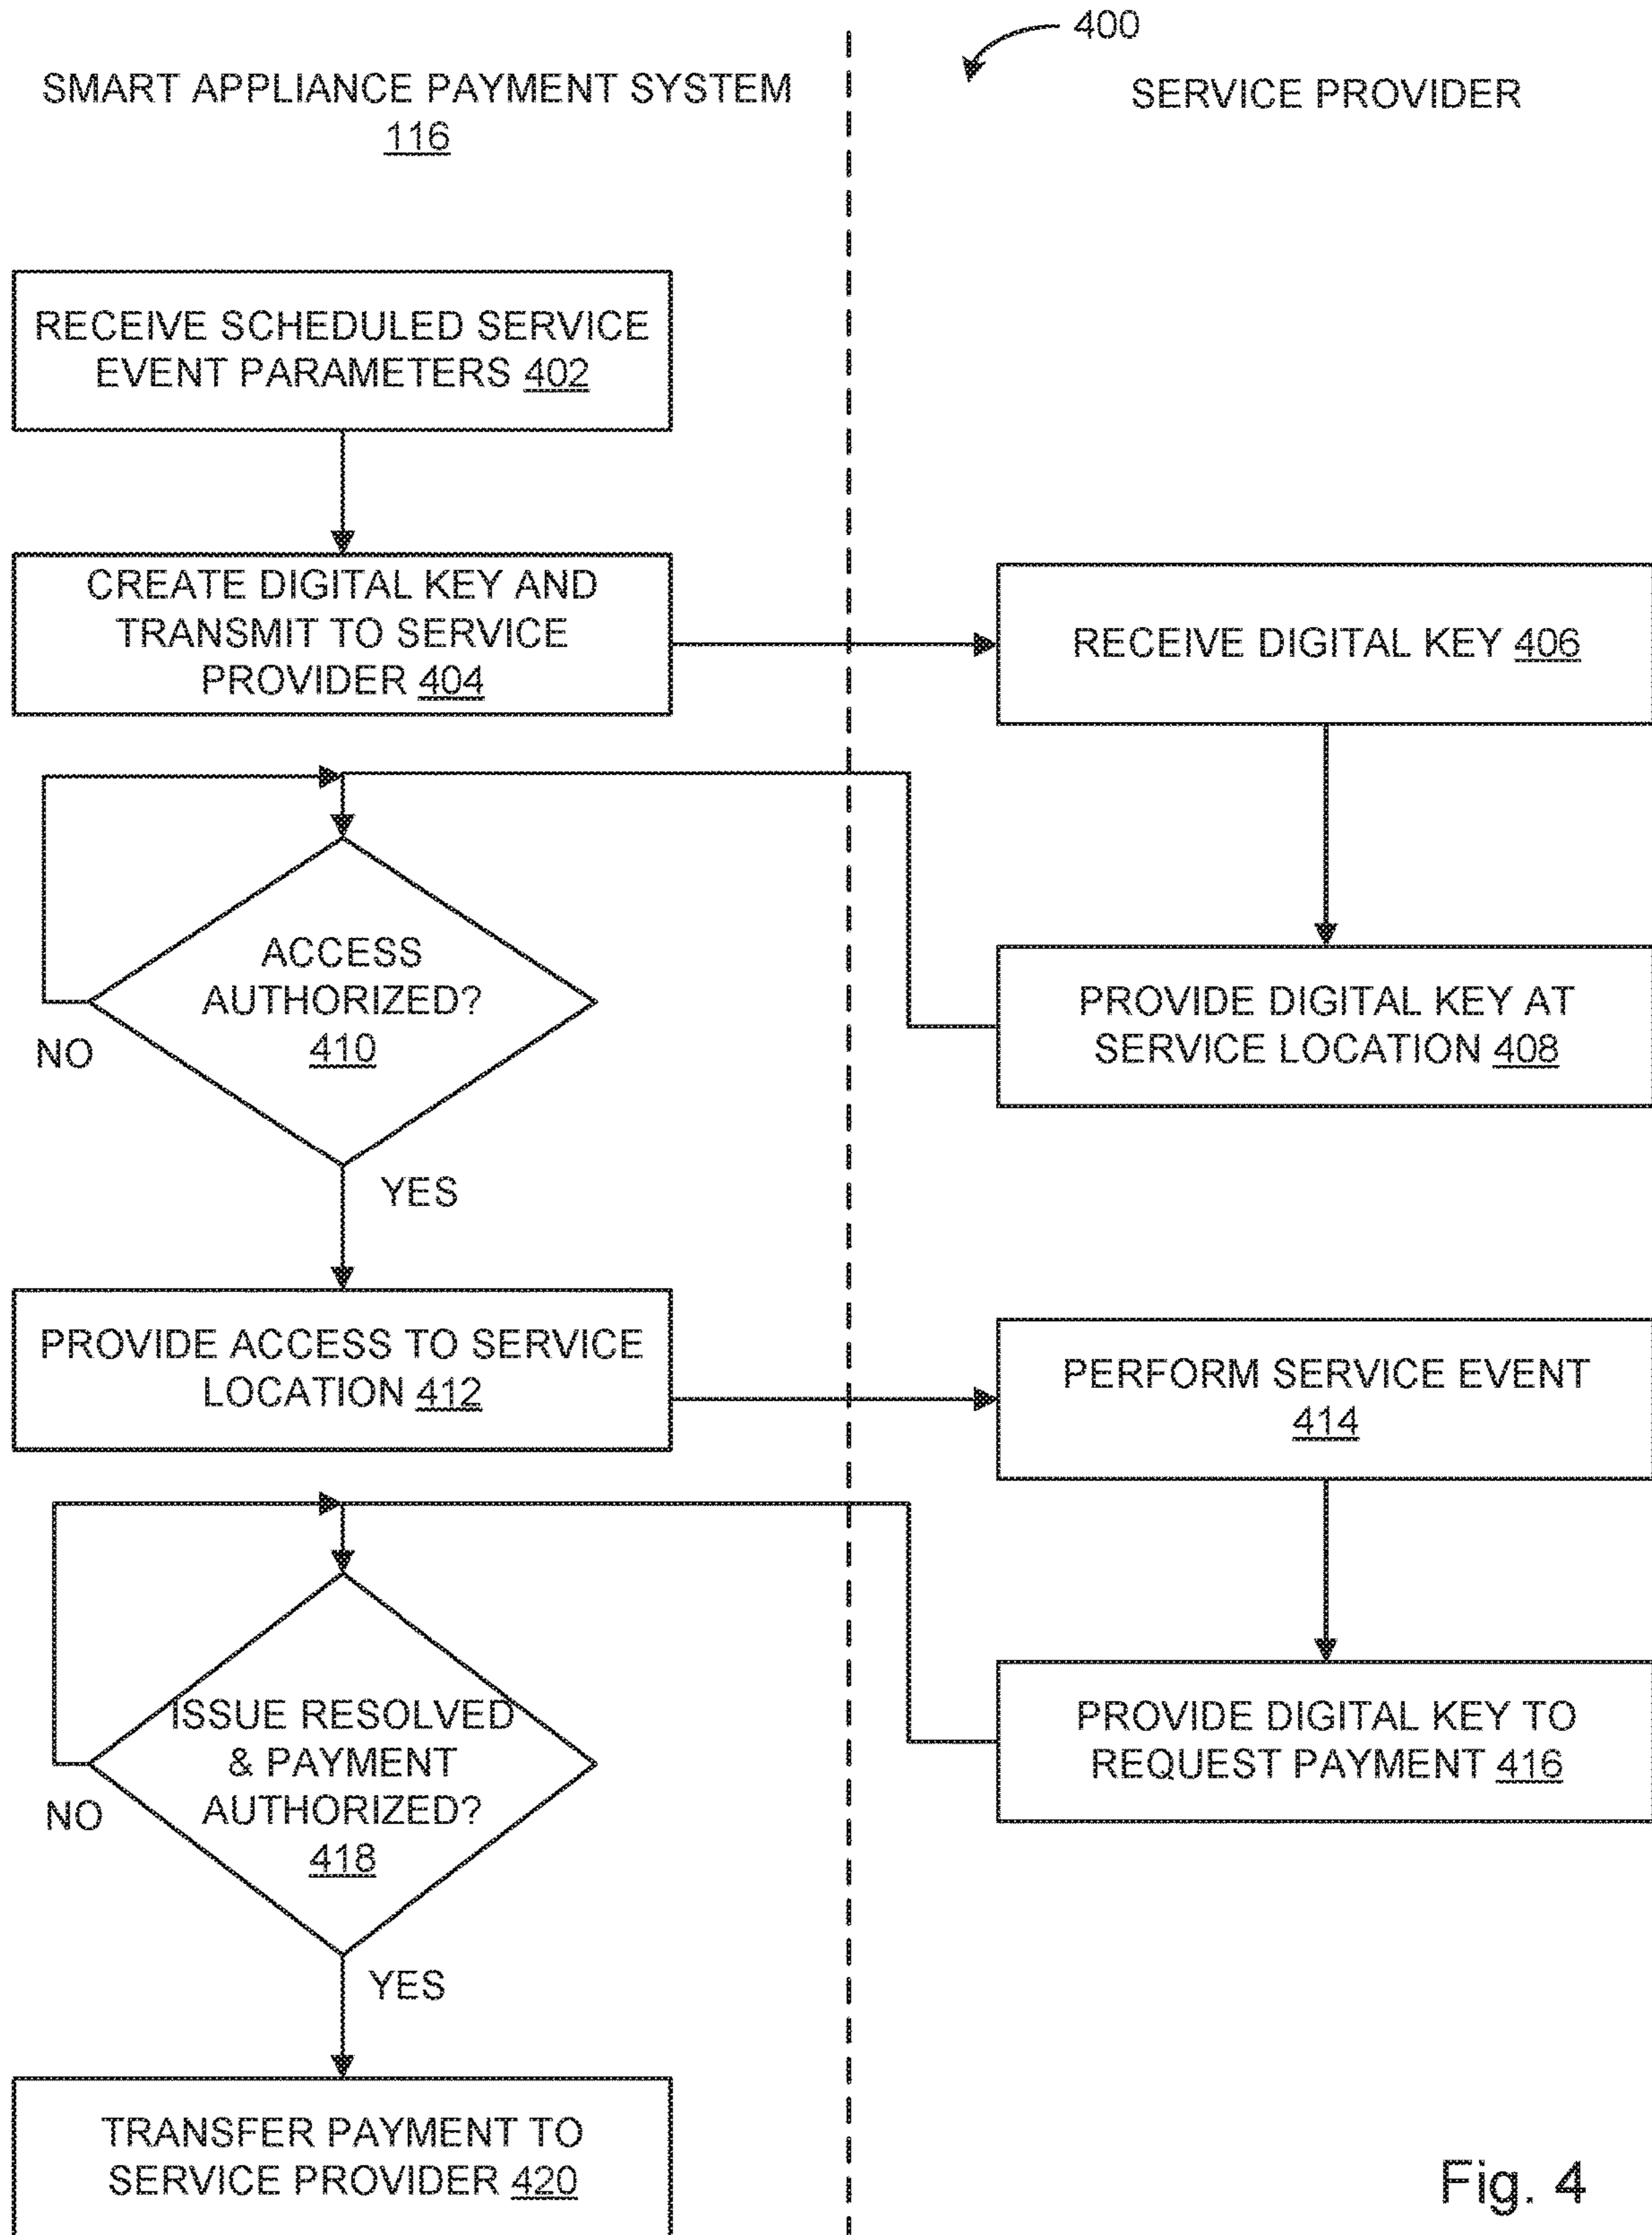 400
SMART APPLIANCE PAYMENT SYSTEM
116
SERVICE PROVIDER
RECEIVE SCHEDULED SERVICE
EVENT PARAMETERS 402
CREATE DIGITAL KEY AND
TRANSMIT TO SERVICE
PROVIDER 404
RECEIVE DIGITAL KEY 406
ACCESS
AUTHORIZED?
410
NO
YES
PROVIDE DIGITAL KEY AT
SERVICE LOCATION 408
PROVIDE ACCESS TO SERVICE
LOCATION 412
PERFORM SERVICE EVENT
414
ISSUE RESOLVED
& PAYMENT
AUTHORIZED?
418
NO
YES
PROVIDE DIGITAL KEY TO
REQUEST PAYMENT 416
TRANSFER PAYMENT TO
SERVICE PROVIDER 420
Fig. 4